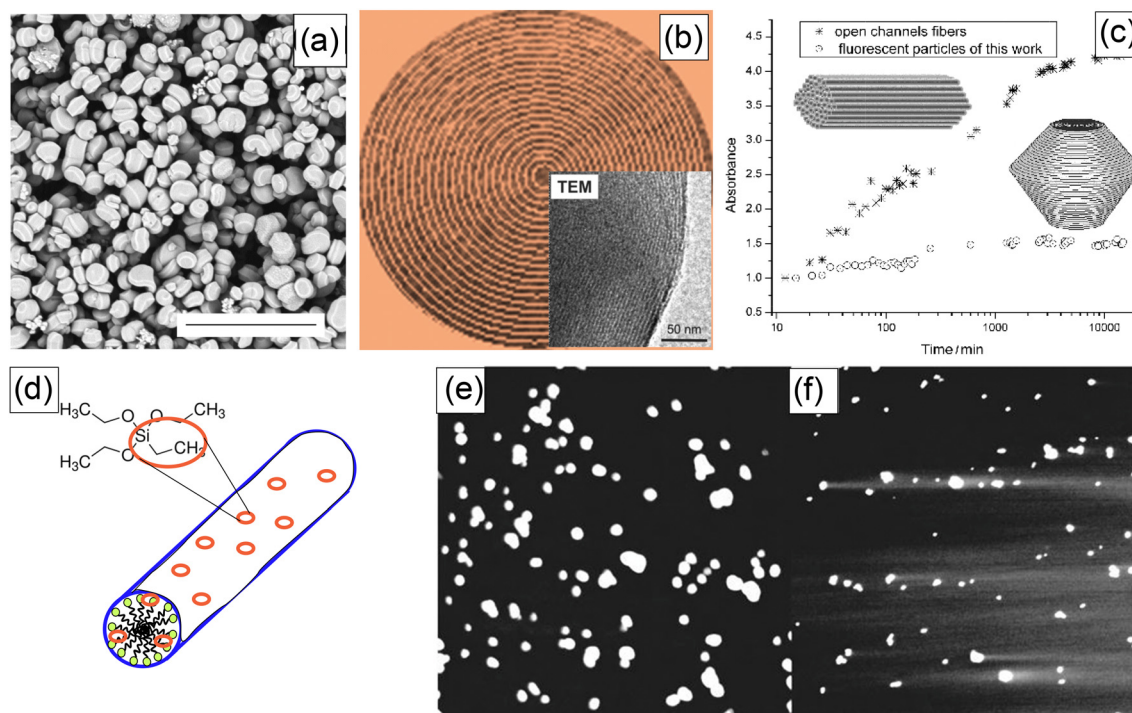 (a)
(b)
TEM
50 nm
(c)
open channels fibers
fluorescent particles of this work
4.5
4.0
3.5
3.0
2.5
2.0
1.5
1.0
0.5
Absorbance
10
100
1000
10000
Time/min
(d)
H3C
O
O
CH3
Si
H3C
O
CH3
(e)
(f)